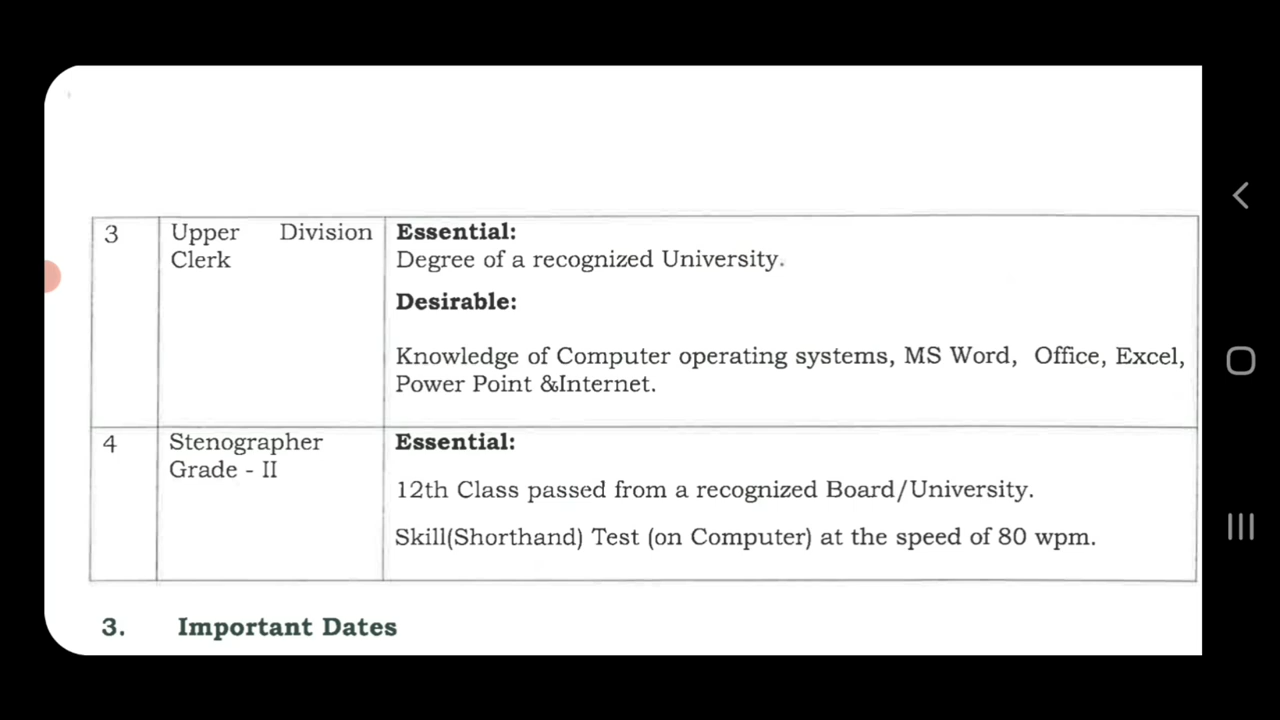 3 Upper Division Essential:
Clerk Degree of a recognized University.
Desirable:
Knowledge of Computer operating systems, MS Word, Office, Excel,
Power Point &Internet.
4 Stenographer Essential:
Grade - II
12th Class passed from a recognized Board/University.
Skill(Shorthand) Test (on Computer) at the speed of 80 wpm.
3. Important Dates